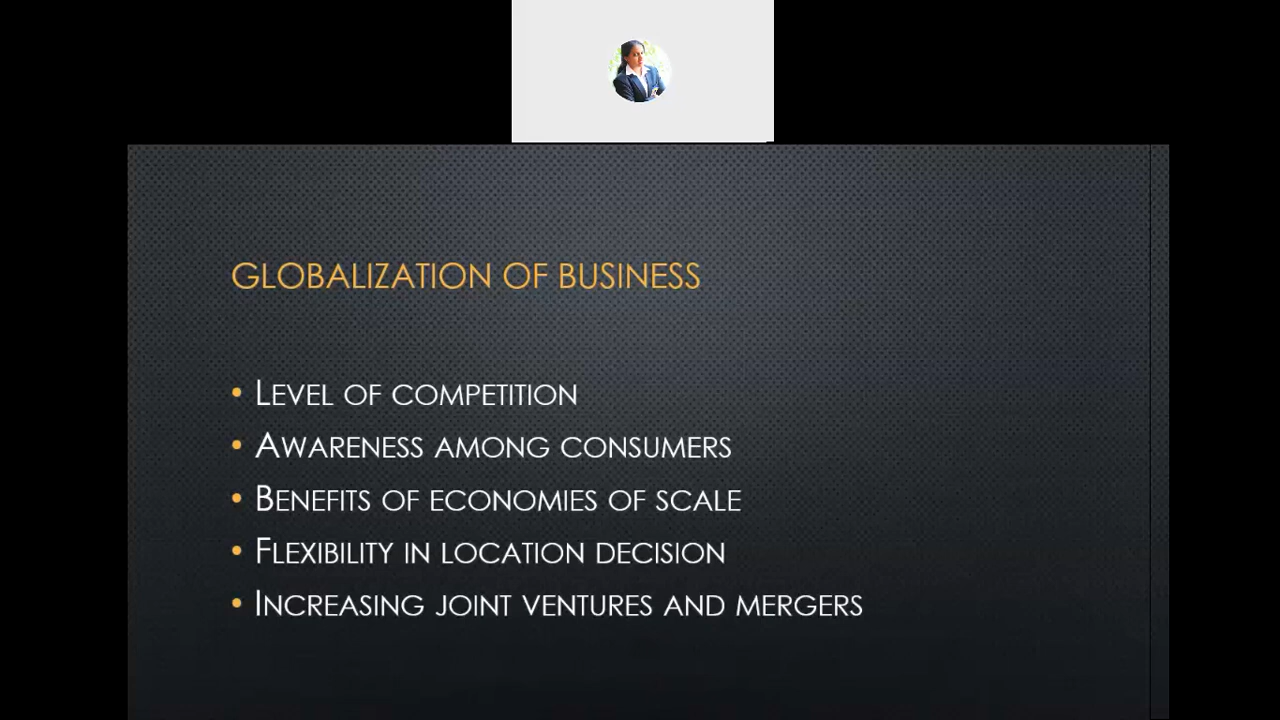 GLOBALIZATION OF BUSINESS
• LEVEL OF COMPETITION
• AWARENESS AMONG CONSUMERS
• BENEFITS OF ECONOMIES OF SCALE
• FLEXIBILITY IN LOCATION DECISION
• INCREASING JOINT VENTURES AND MERGERS